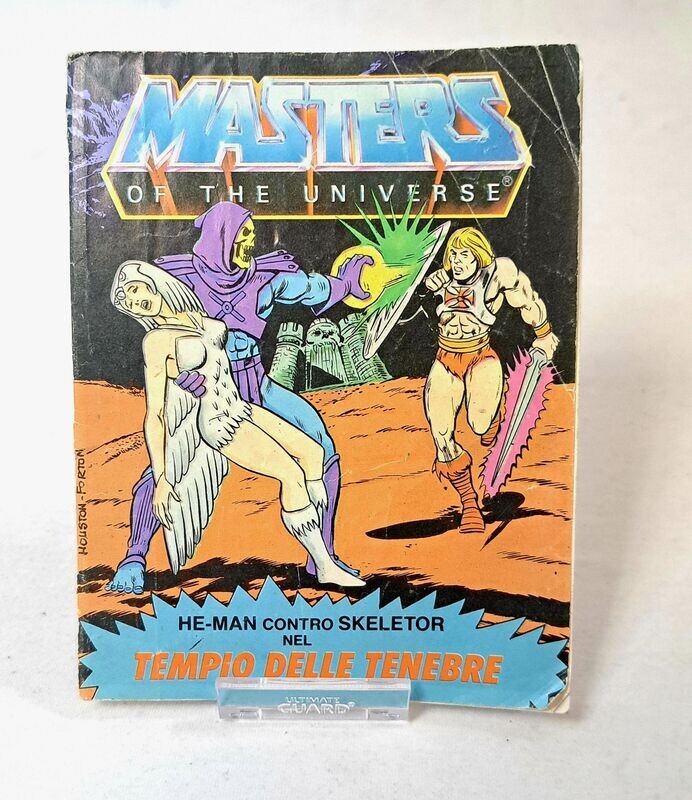 MASTERS
OF THE UNIVERSE®
HOUSTON-FORTON
HE-MAN CONTRO SKELETOR
NEL
TEMPIO DELLE TENEBRE
ULTIMATE
GUARD®